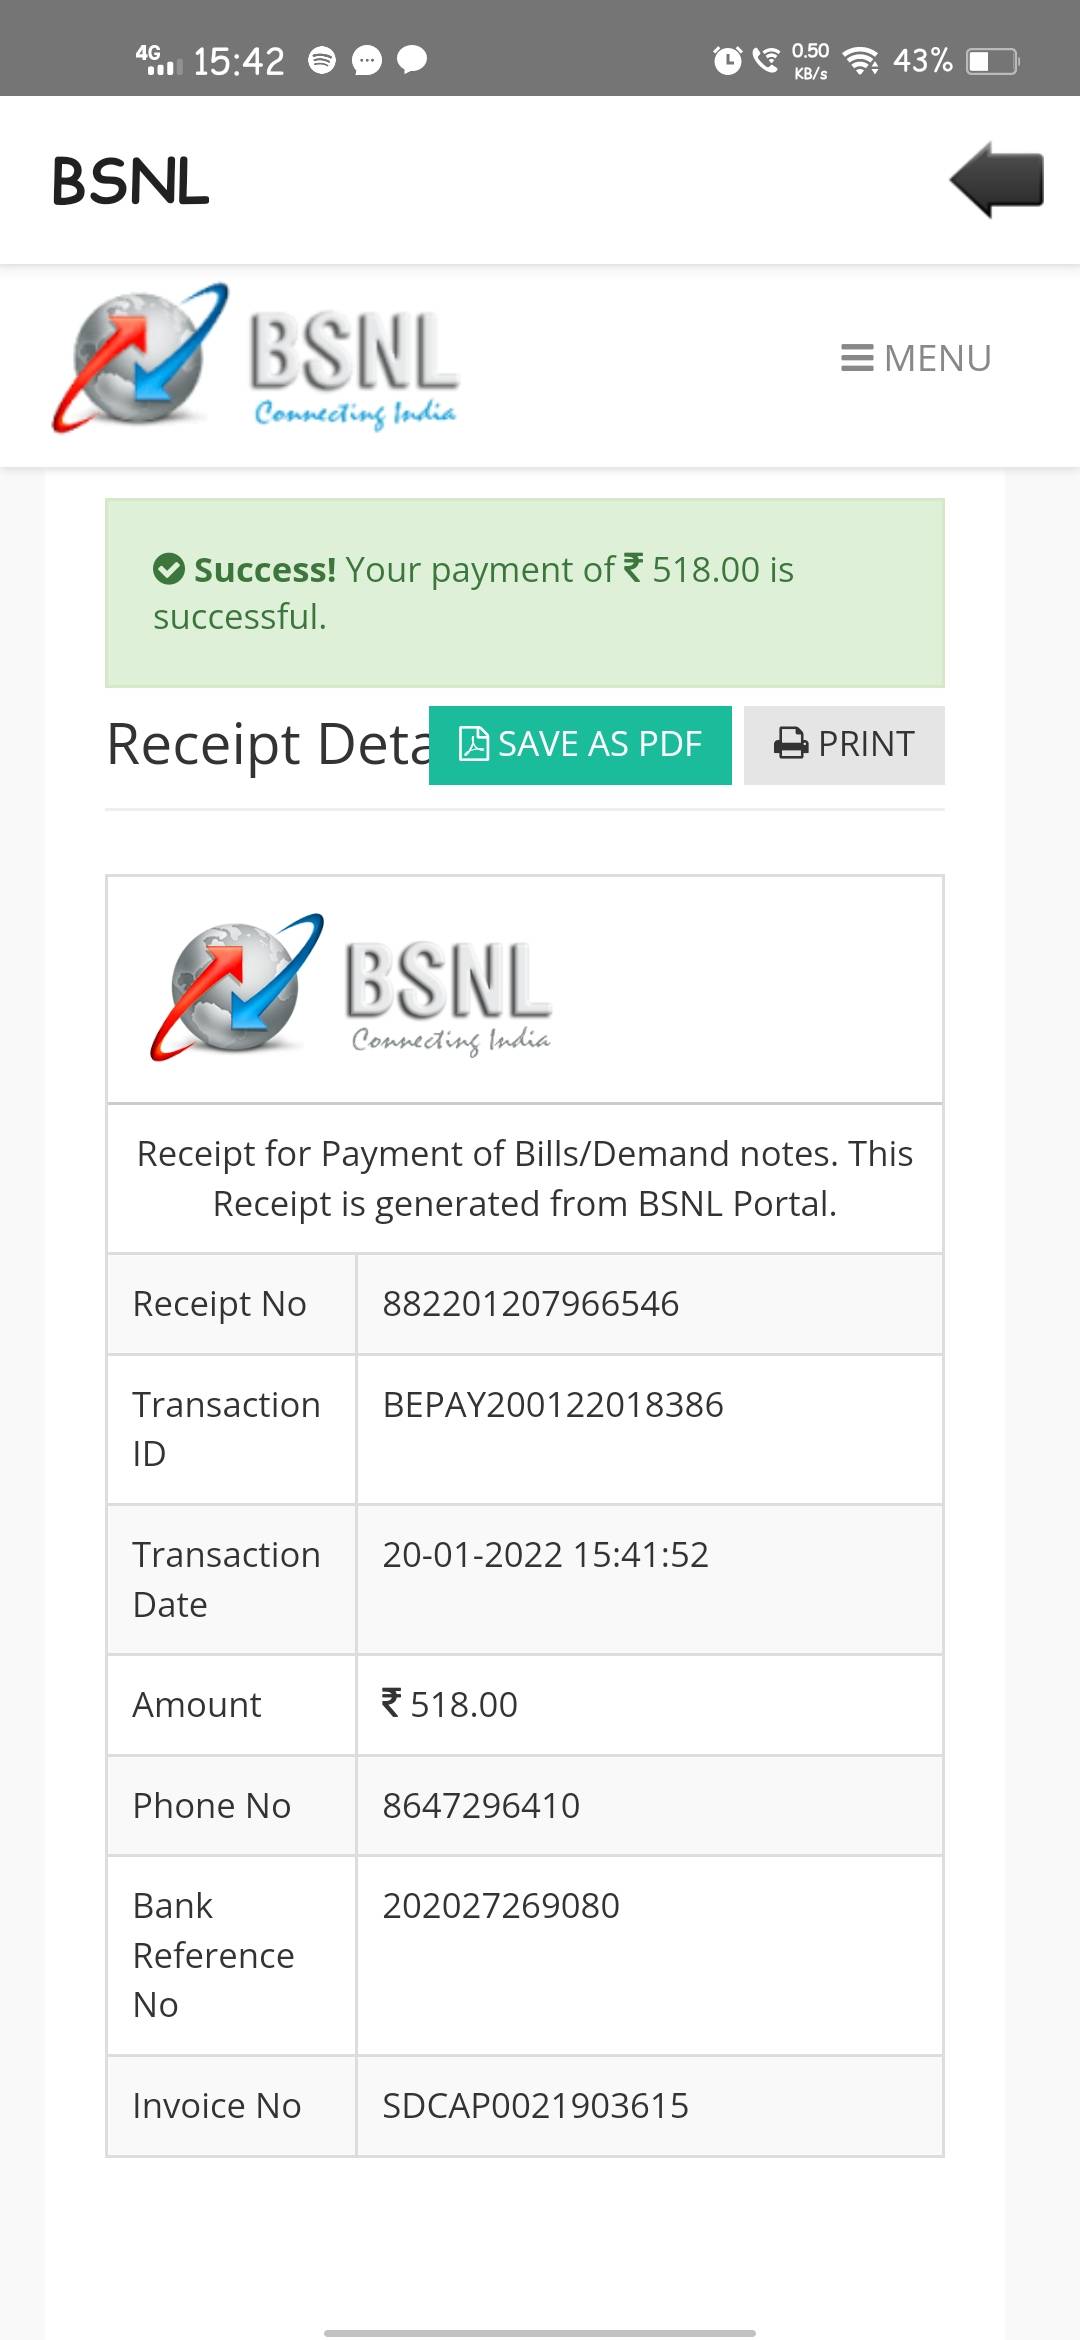 4G 15:42 0.50 KB/s 43%
BSNL
BSNL
Connecting India
MENU
Success! Your payment of ₹ 518.00 is
successful.
Receipt Deta SAVE AS PDF PRINT
BSNL
Connecting India
Receipt for Payment of Bills/Demand notes. This
Receipt is generated from BSNL Portal.
Receipt No 882201207966546
Transaction BEPAY200122018386
ID
Transaction 20-01-2022 15:41:52
Date
Amount ₹ 518.00
Phone No 8647296410
Bank 202027269080
Reference
No
Invoice No SDCAP0021903615